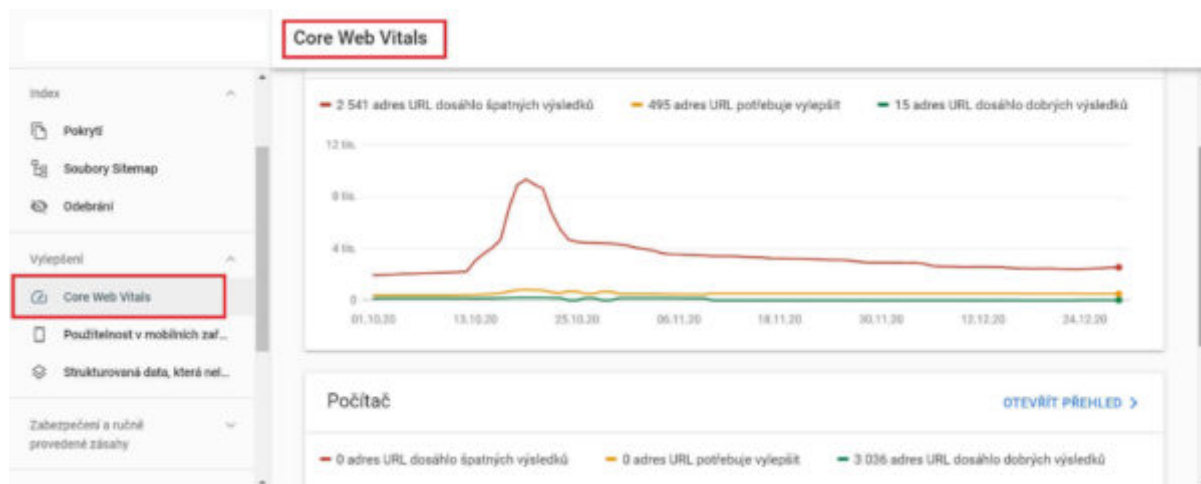 Core Web Vitals
Index
Pokrytí
Soubory Sitemap
Odebrání
Vylepšení
Core Web Vitals
Použitelnost v mobilních zař...
Strukturovaná data, která nel...
Zabezpečení a ručně
provedené zásahy
2 541 adres URL dosáhlo špatných výsledků
495 adres URL potřebuje vylepšit
15 adres URL dosáhlo dobrých výsledků
12 tis.
8 tis.
4 tis.
0
01.10.20
13.10.20
25.10.20
06.11.20
18.11.20
30.11.20
12.12.20
24.12.20
Počítač
OTEVŘÍT PŘEHLED
0 adres URL dosáhlo špatných výsledků
0 adres URL potřebuje vylepšit
3 036 adres URL dosáhlo dobrých výsledků